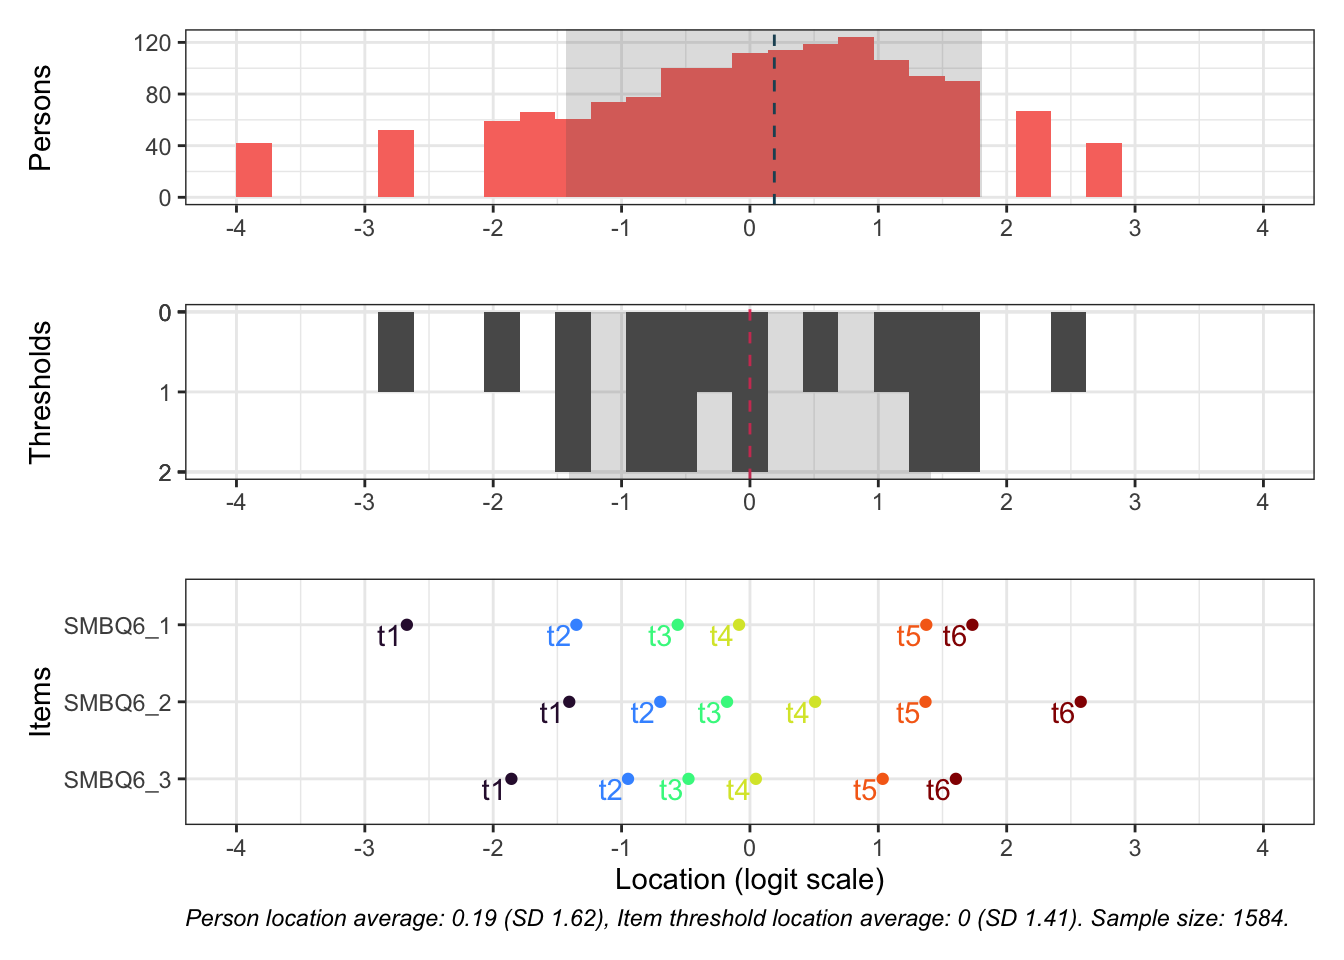 Persons
120
80
40
0
-4 -3 -2 -1 0 1 2 3 4
Thresholds
0
1
2
-4 -3 -2 -1 0 1 2 3 4
Items
SMBQ6_1 t1 t2 t3 t4 t5 t6
SMBQ6_2 t1 t2 t3 t4 t5 t6
SMBQ6_3 t1 t2 t3 t4 t5 t6
-4 -3 -2 -1 0 1 2 3 4
Location (logit scale)
Person location average: 0.19 (SD 1.62), Item threshold location average: 0 (SD 1.41). Sample size: 1584.